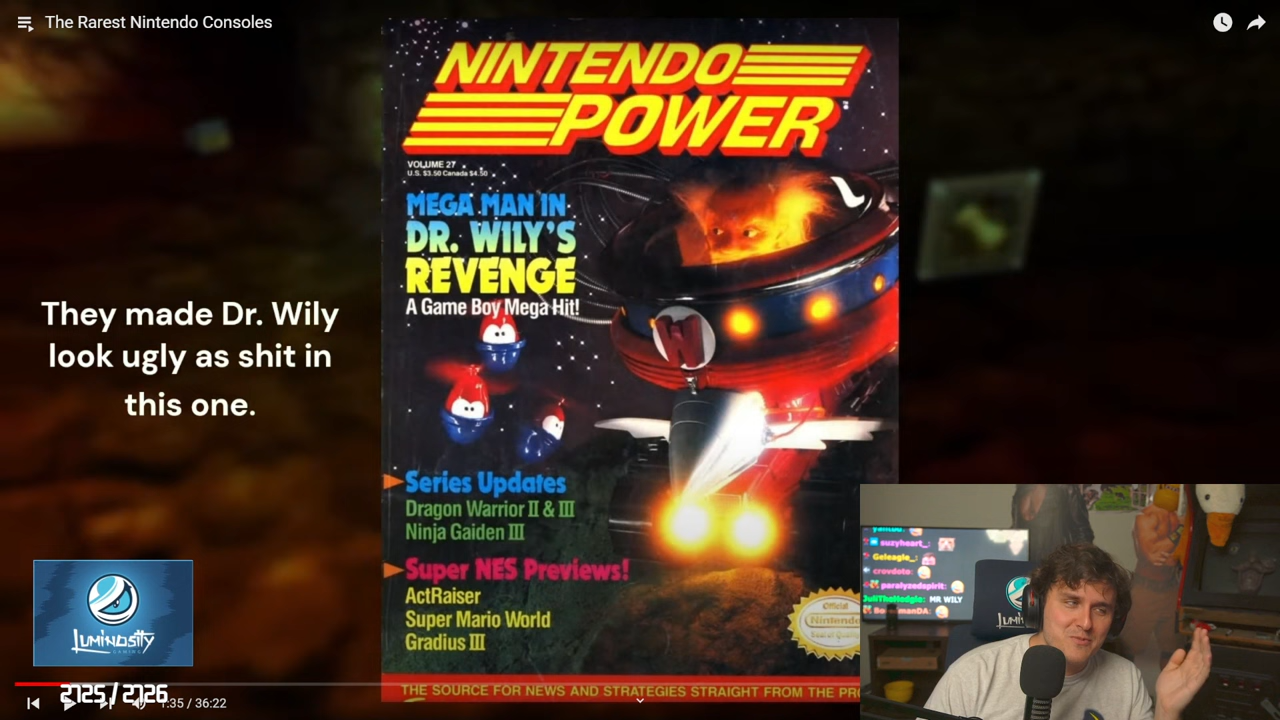 The Rarest Nintendo Consoles
NINTENDO
POWER
VOLUME 27
U.S. $3.50 Canada $4.50
MEGA MAN IN
DR. WILY'S
REVENGE
A Game Boy Mega Hit!
They made Dr. Wily
look ugly as shit in
this one.
Series Updates
Dragon Warrior II & III
Ninja Gaiden III
Super NES Previews!
ActRaiser
Super Mario World
Gradius III
Official
Nintendo
THE SOURCE FOR NEWS AND STRATEGIES STRAIGHT FROM THE PRO
LUMINOSITY
GAMING
2125 / 2126
1:35 / 36:22
suzyheart_:
Geleagle_:
crovdoto:
paralyzedspirit:
MR WILY